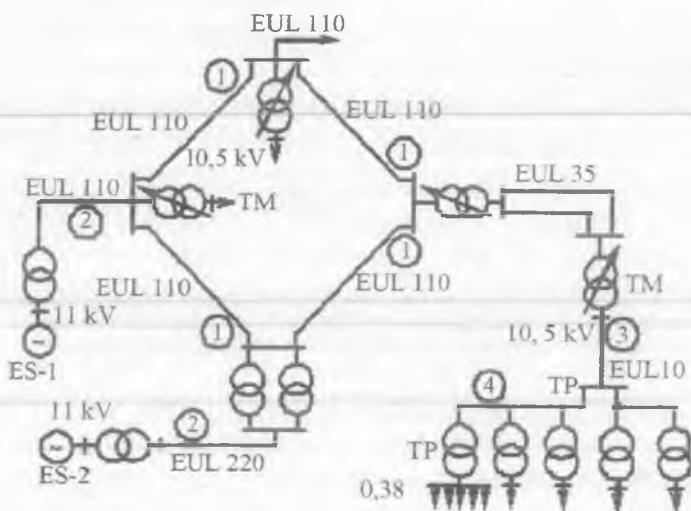 EUL 110
1
EUL 110
EUL 110
10,5 kV
1
EUL 110
EUL 35
2
TM
1
EUL 110
EUL 110
TM
11 kV
1
10, 5 kV
3
ES-1
EUL10
4
TP
11 kV
2
TP
ES-2
EUL 220
0,38